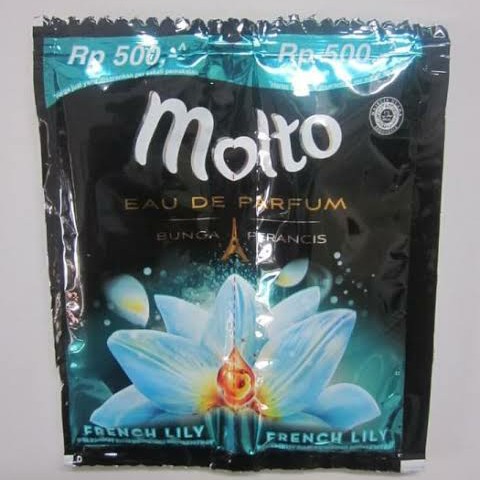 Rp 500,- Rp 500,-
molto
EAU DE PARFUM
BUNGA PERANCIS
FRENCH LILY FRENCH LILY